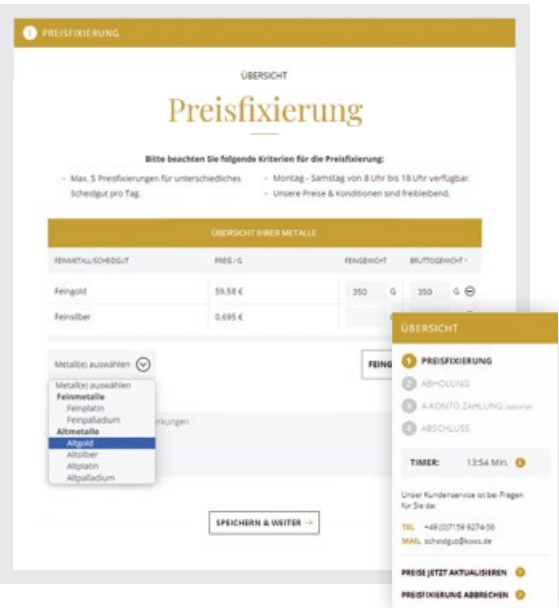 1 PREISFIXIERUNG
ÜBERSICHT
Preisfixierung
Bitte beachten Sie folgende Kriterien für die Preisfixierung:
• Max. 5 Preisfixierungen für unterschiedliches
Scheidgut pro Tag.
• Montag - Samstag von 8 Uhr bis 18 Uhr verfügbar.
• Unsere Preise & Konditionen sind freibleibend.
ÜBERSICHT IHRER METALLE
FEINMETALL/SCHEIDGUT PREIS / G FEINGEWICHT BRUTTOGEWICHT
Feingold 59.58 € 350 G 350 G
Feinsilber 0.695 €
Metall(e) auswählen
FEING
Metall(e) auswählen
Feinmetalle
Feinplatin
Feinpalladium
Altmetalle
Altgold
Altsilber
Altplatin
Altpalladium
erkungen
SPEICHERN & WEITER →
ÜBERSICHT
1 PREISFIXIERUNG
2 ABHOLUNG
3 A-KONTO ZAHLUNG (optional)
4 ABSCHLUSS
TIMER: 13:54 Min.
Unser Kundenservice ist bei Fragen
für Sie da:
TEL +49 (0)7159 9274-56
MAIL scheidgut@koos.de
PREISE JETZT AKTUALISIEREN
PREISFIXIERUNG ABBRECHEN